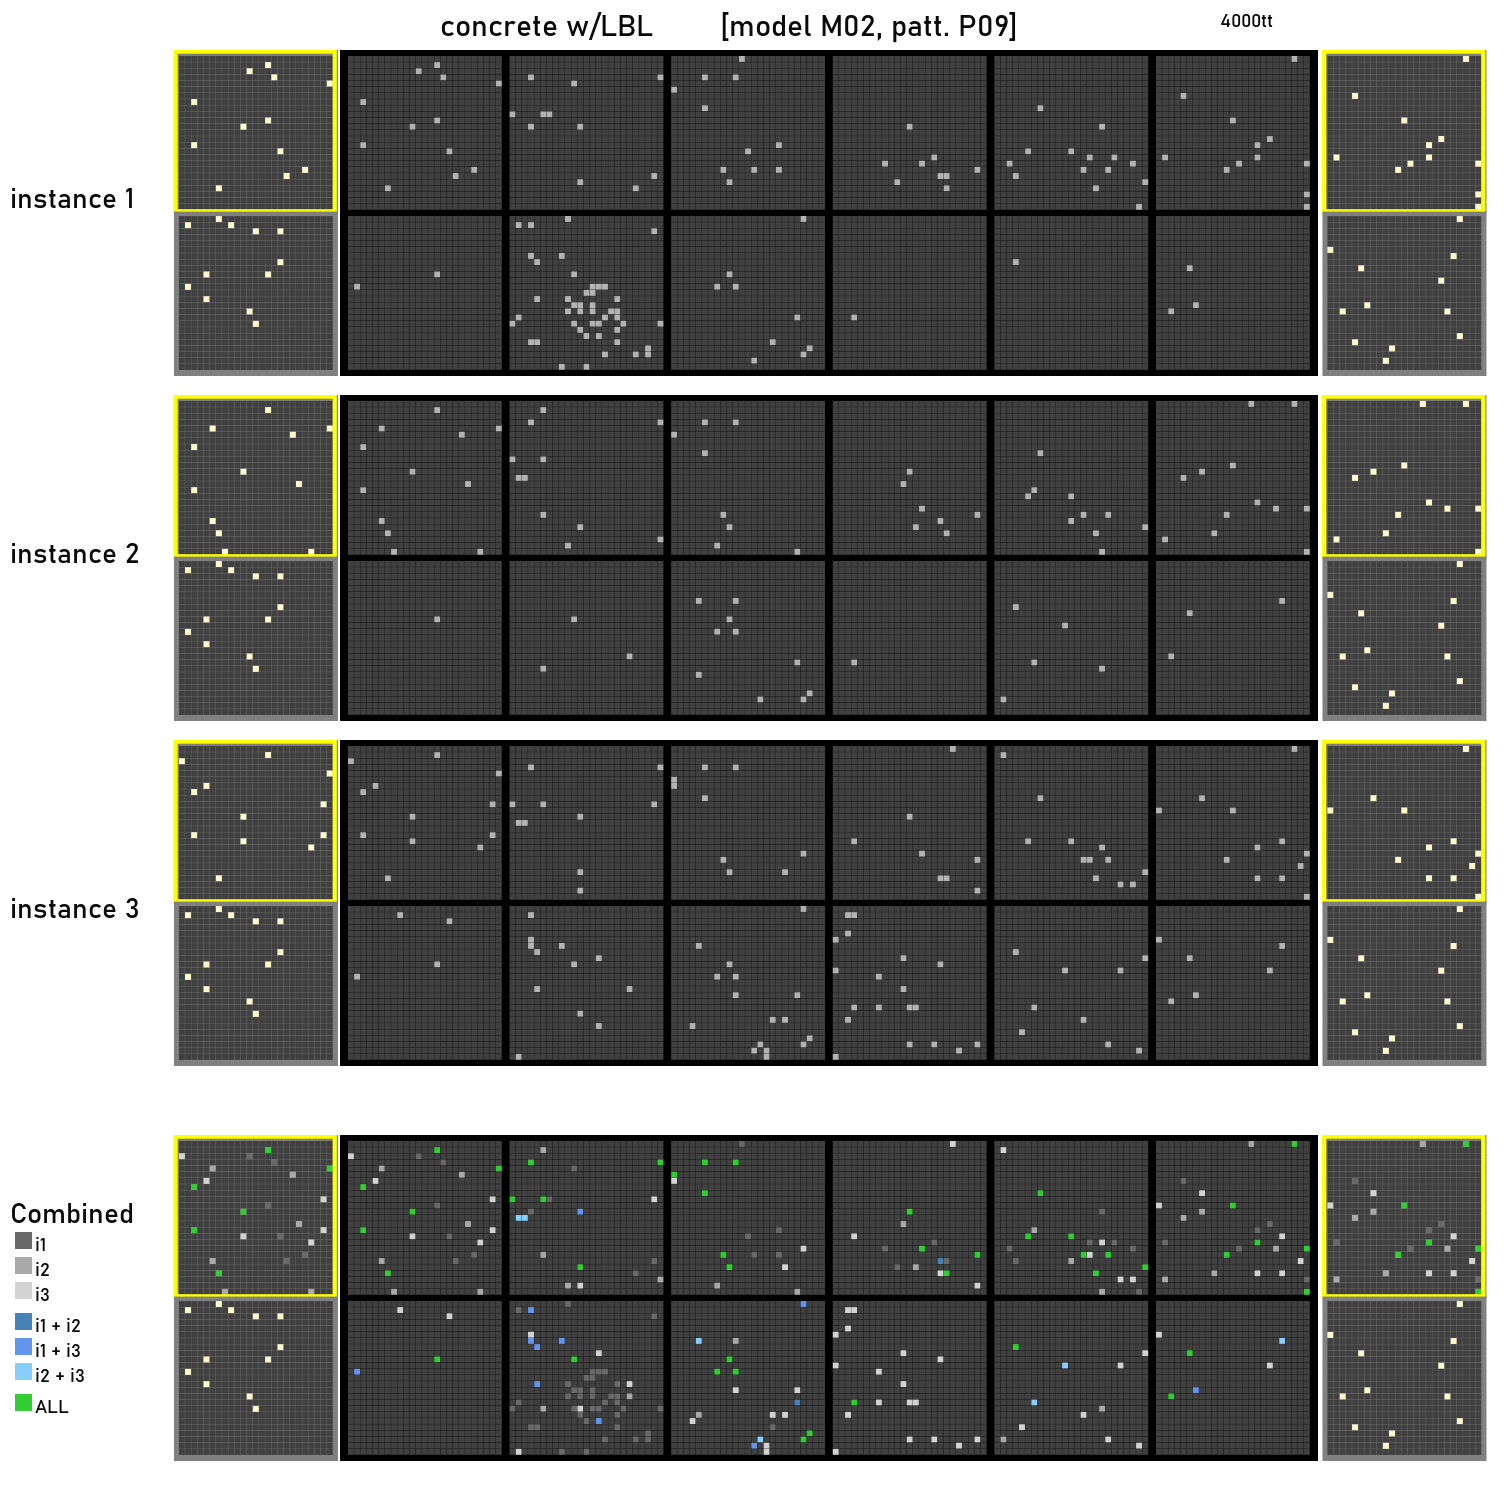 concrete w/LBL [model M02, patt. P09] 4000tt
instance 1
instance 2
instance 3
Combined
i1
i2
i3
i1 + i2
i1 + i3
i2 + i3
ALL